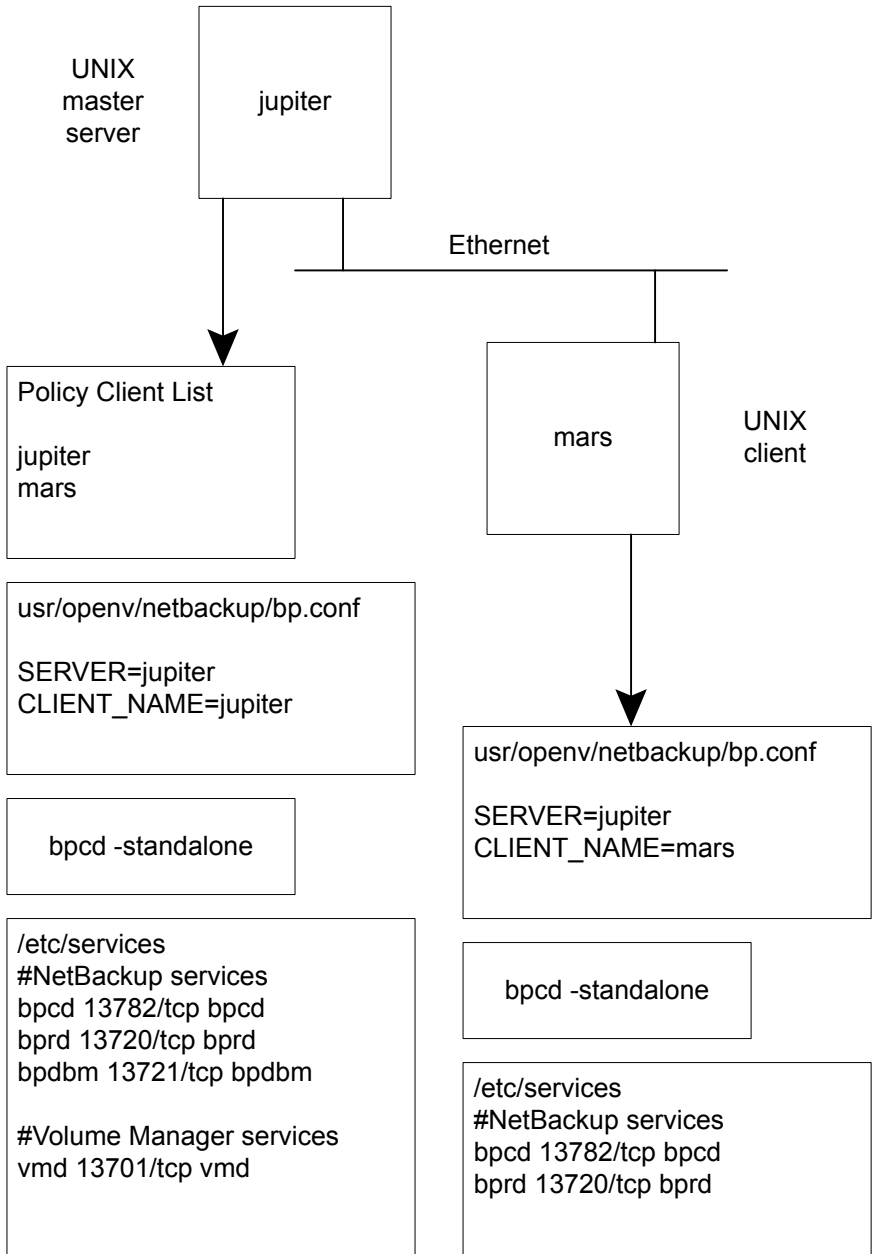 UNIX
master
server
jupiter
Ethernet
Policy Client List
jupiter
mars
mars
UNIX
client
usr/openv/netbackup/bp.conf
SERVER=jupiter
CLIENT_NAME=jupiter
bpcd -standalone
/etc/services
#NetBackup services
bpcd 13782/tcp bpcd
bprd 13720/tcp bprd
bpdbm 13721/tcp bpdbm
#Volume Manager services
vmd 13701/tcp vmd
usr/openv/netbackup/bp.conf
SERVER=jupiter
CLIENT_NAME=mars
bpcd -standalone
/etc/services
#NetBackup services
bpcd 13782/tcp bpcd
bprd 13720/tcp bprd